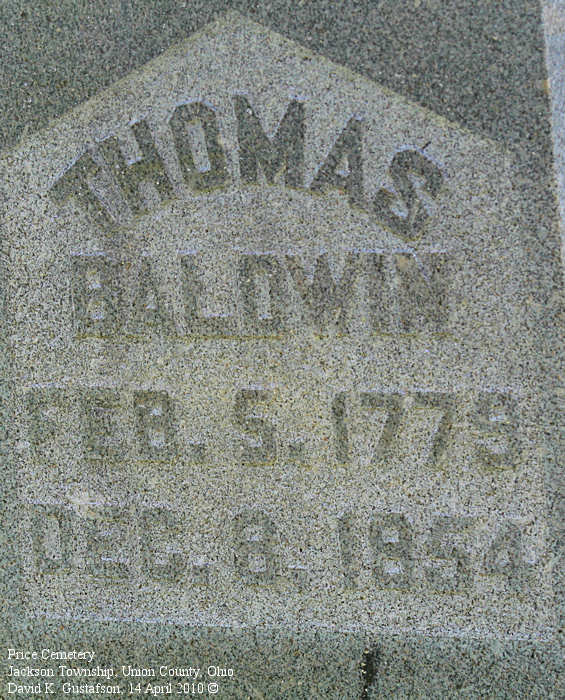 THOMAS
BALDWIN
FEB. 5. 1775
DEC. 8. 1854
Price Cemetery
Jackson Township, Union County, Ohio
David K. Gustafson, 14 April 2010 ©